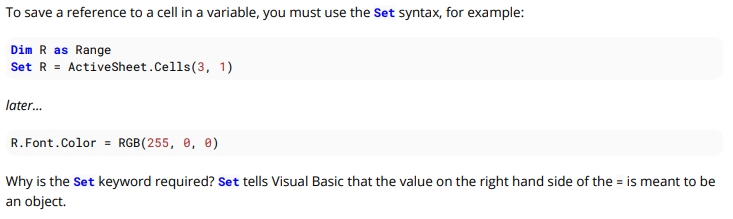 To save a reference to a cell in a variable, you must use the Set syntax, for example:
Dim R as Range
Set R = ActiveSheet.Cells(3, 1)
later...
R.Font.Color = RGB(255, 0, 0)
Why is the Set keyword required? Set tells Visual Basic that the value on the right hand side of the = is meant to be
an object.